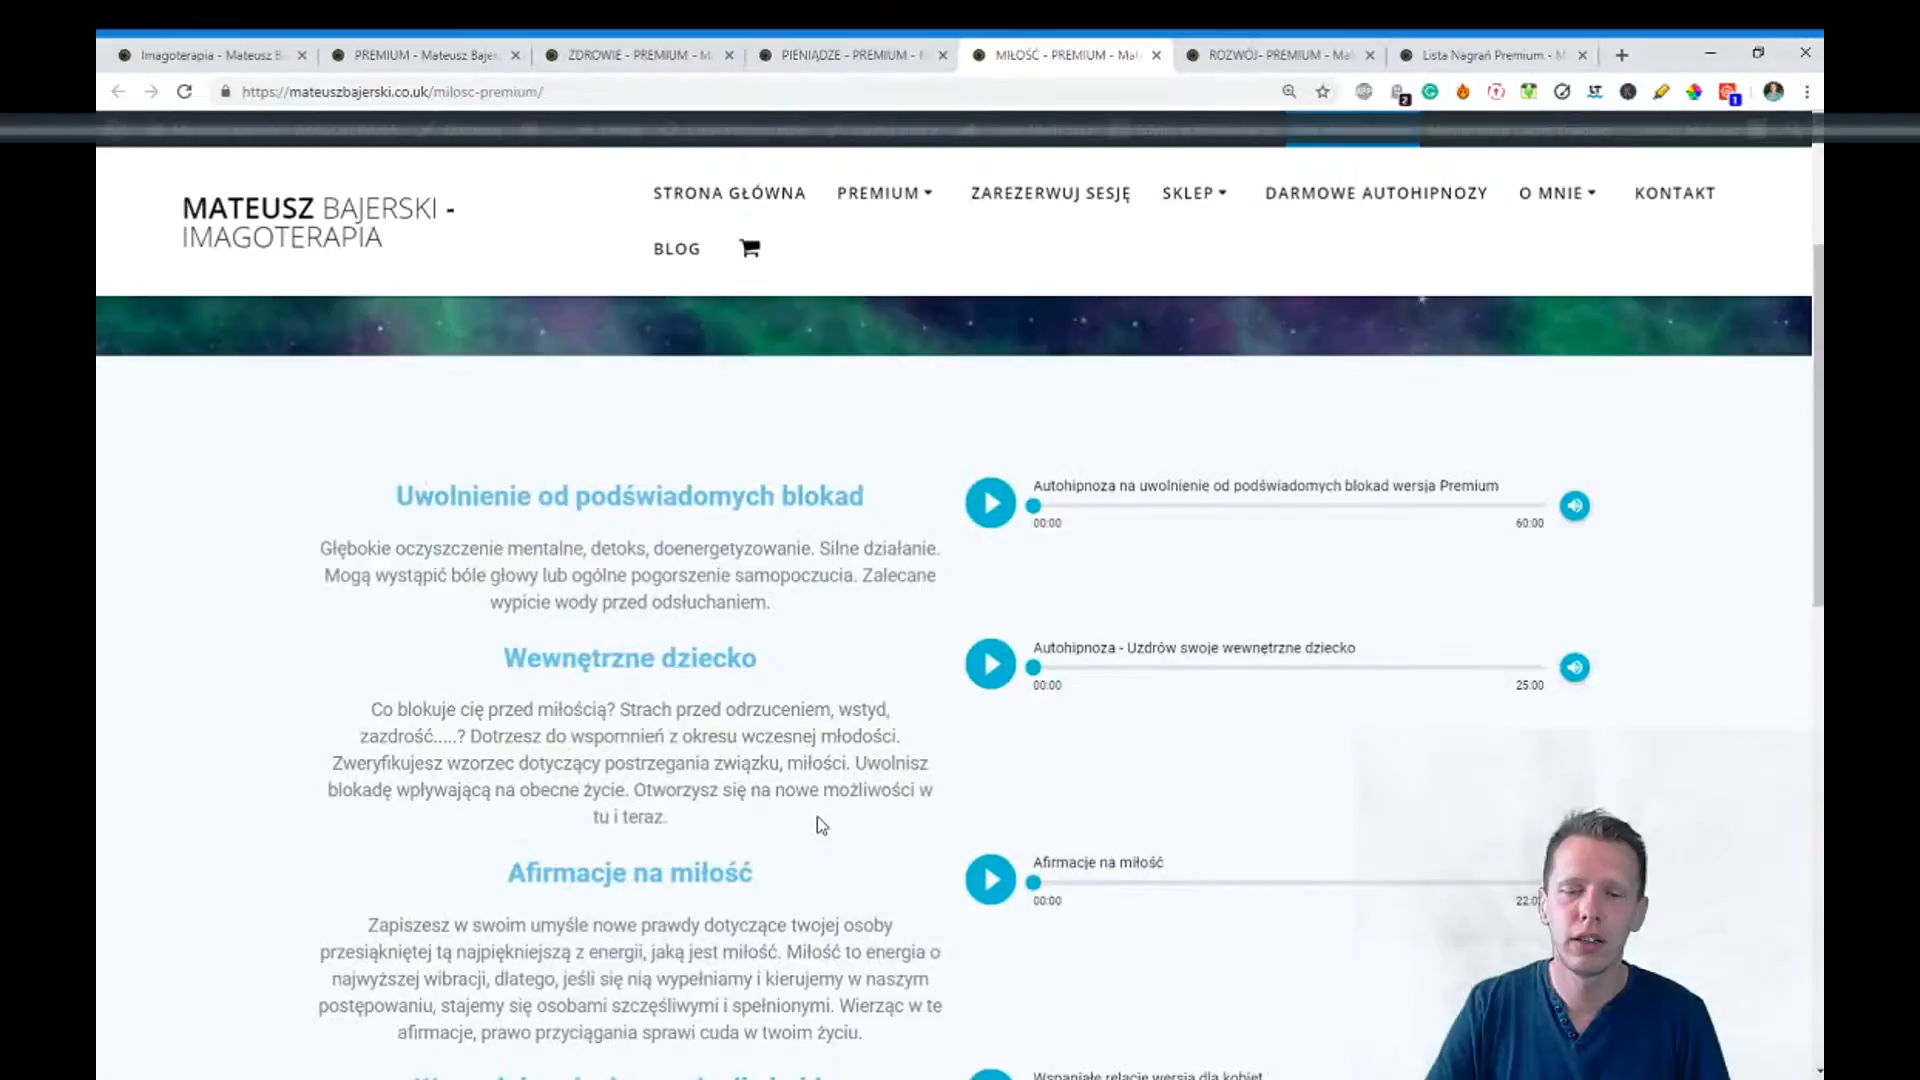 Imagoterapia - Mateusz B
PREMIUM - Mateusz Bajer
ZDROWIE - PREMIUM - M
PIENIĄDZE - PREMIUM -
MIŁOŚĆ - PREMIUM - Mat
ROZWÓJ- PREMIUM - Mat
Lista Nagrań Premium - M
https://mateuszbajerski.co.uk/milosc-premium/
MATEUSZ BAJERSKI -
IMAGOTERAPIA
STRONA GŁÓWNA
PREMIUM
ZAREZERWUJ SESJĘ
SKLEP
DARMOWE AUTOHIPNOZY
O MNIE
KONTAKT
BLOG
Uwolnienie od podświadomych blokad
Głębokie oczyszczenie mentalne, detoks, doenergetyzowanie. Silne działanie.
Mogą wystąpić bóle głowy lub ogólne pogorszenie samopoczucia. Zalecane
wypicie wody przed odsłuchaniem.
Autohipnoza na uwolnienie od podświadomych blokad wersja Premium
00:00
60:00
Wewnętrzne dziecko
Co blokuje cię przed miłością? Strach przed odrzuceniem, wstyd,
zazdrość.....? Dotrzesz do wspomnień z okresu wczesnej młodości.
Zweryfikujesz wzorzec dotyczący postrzegania związku, miłości. Uwolnisz
blokadę wpływającą na obecne życie. Otworzysz się na nowe możliwości w
tu i teraz.
Autohipnoza - Uzdrów swoje wewnętrzne dziecko
00:00
25:00
Afirmacje na miłość
Zapiszesz w swoim umyśle nowe prawdy dotyczące twojej osoby
przesiąkniętej tą najpiękniejszą z energii, jaką jest miłość. Miłość to energia o
najwyższej wibracji, dlatego, jeśli się nią wypełniamy i kierujemy w naszym
postępowaniu, stajemy się osobami szczęśliwymi i spełnionymi. Wierząc w te
afirmacje, prawo przyciągania sprawi cuda w twoim życiu.
Afirmacje na miłość
00:00
22:0
Wspaniałe relacje wersja dla kobiet